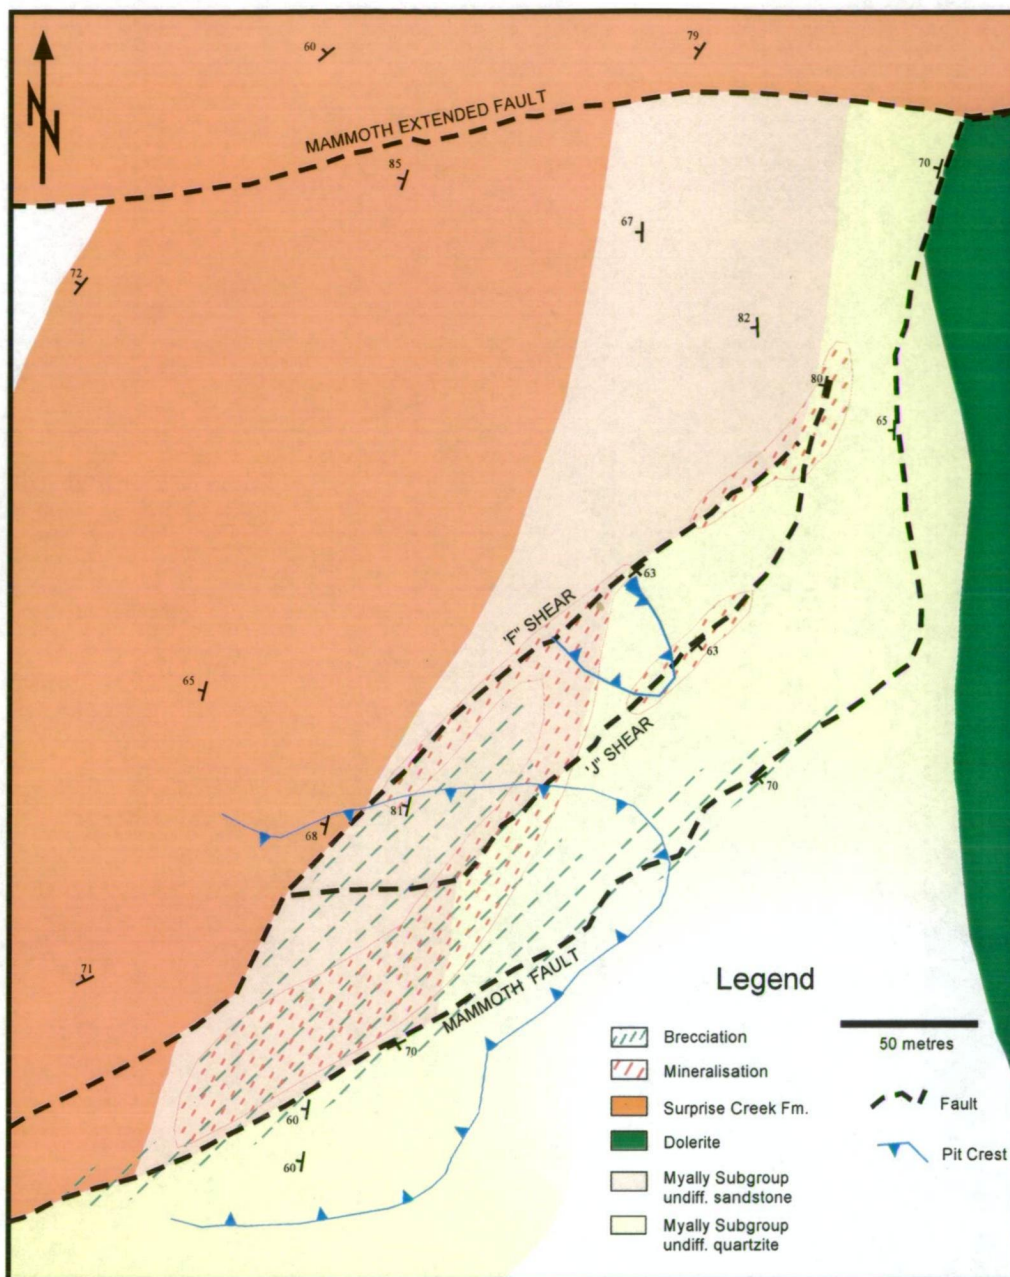 60
79
N
MAMMOTH EXTENDED FAULT
85
70
67
72
82
80
65
63
'F" SHEAR
63
65
'J" SHEAR
70
81
68
71
MAMMOTH FAULT
70
60
60
Legend
Brecciation
Mineralisation
Surprise Creek Fm.
Dolerite
Myally Subgroup
undiff. sandstone
Myally Subgroup
undiff. quartzite
50 metres
Fault
Pit Crest